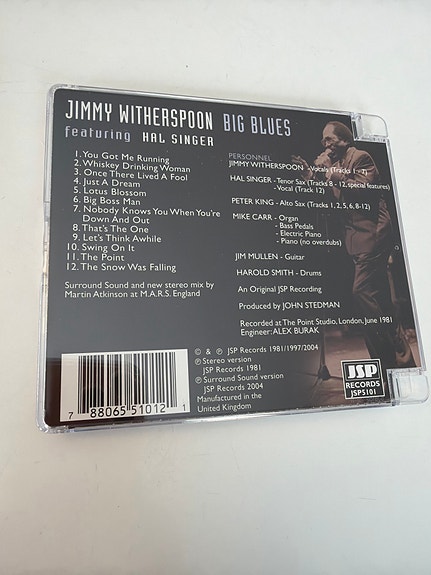 JIMMY WITHERSPOON BIG BLUES
featuring HAL SINGER
1. You Got Me Running
2. Whiskey Drinking Woman
3. Once There Lived A Fool
4. Just A Dream
5. Lotus Blossom
6. Big Boss Man
7. Nobody Knows You When You're
Down And Out
8. That's The One
9. Let's Think Awhile
10. Swing On It
11. The Point
12. The Snow Was Falling
Surround Sound and new stereo mix by
Martin Atkinson at M.A.R.S. England
PERSONNEL
JIMMY WITHERSPOON - Vocals (Tracks 1 - 7)
HAL SINGER - Tenor Sax (Tracks 8 - 12, special features)
- Vocal (Track 12)
PETER KING - Alto Sax (Tracks 1, 2, 5, 6, 8-12)
MIKE CARR - Organ
- Bass Pedals
- Electric Piano
- Piano (no overdubs)
JIM MULLEN - Guitar
HAROLD SMITH - Drums
An Original JSP Recording
Produced by JOHN STEDMAN
Recorded at The Point Studio, London, June 1981
Engineer: ALEX BURAK
© & ℗ JSP Records 1981/1997/2004
℗ Stereo version
JSP Records 1981
℗ Surround Sound version
JSP Records 2004
Manufactured in the
United Kingdom
7 88065 51012 1
JSP
RECORDS
JSP5101